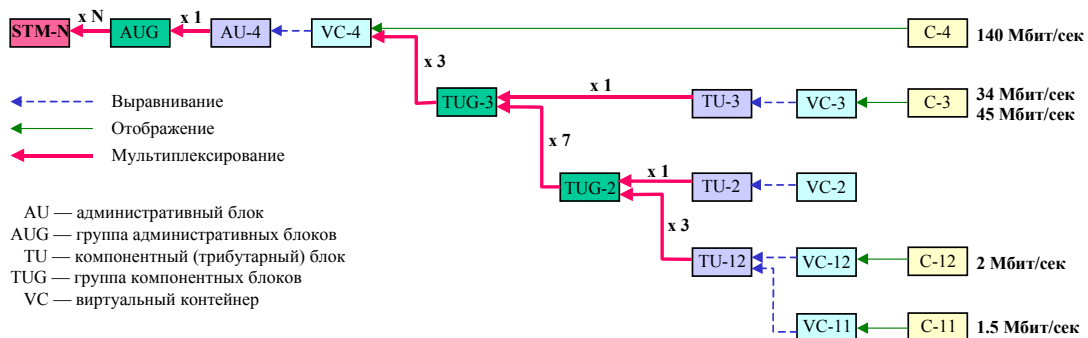 x N
x 1
STM-N
AUG
AU-4
VC-4
C-4
140 Мбит/сек
x 3
x 1
TUG-3
TU-3
VC-3
C-3
34 Мбит/сек
45 Мбит/сек
Выравнивание
Отображение
Мультиплексирование
x 7
x 1
TUG-2
TU-2
VC-2
x 3
AU — административный блок
AUG — группа административных блоков
TU — компонентный (трибутарный) блок
TUG — группа компонентных блоков
VC — виртуальный контейнер
TU-12
VC-12
C-12
2 Мбит/сек
VC-11
C-11
1.5 Мбит/сек